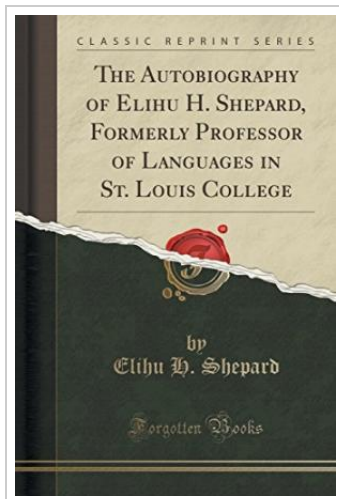 CLASSIC REPRINT SERIES
THE AUTOBIOGRAPHY
OF ELIHU H. SHEPARD,
FORMERLY PROFESSOR
OF LANGUAGES IN
ST. LOUIS COLLEGE
by
Elihu H. Shepard
Forgotten Books